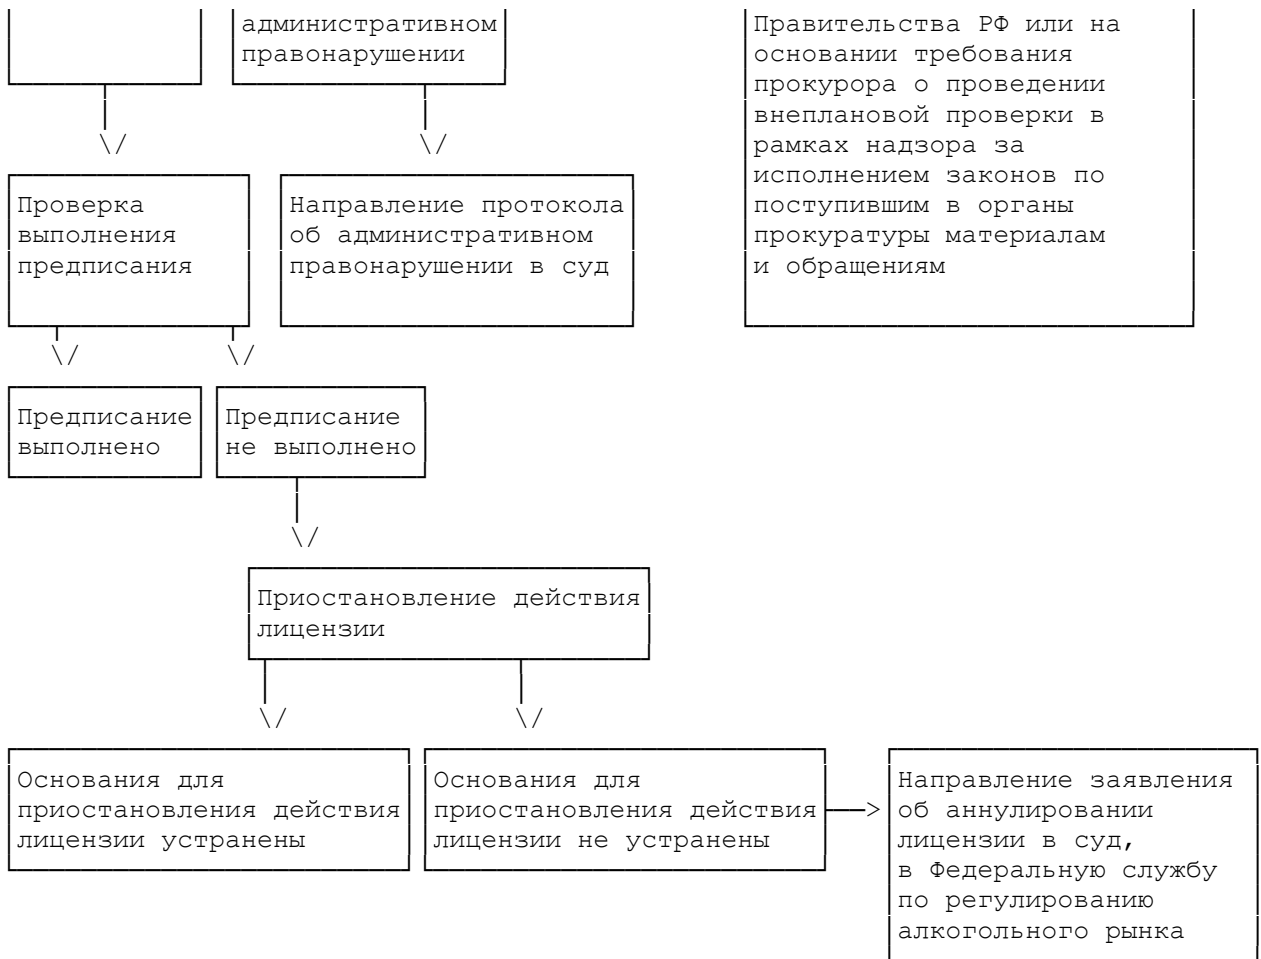 административном
правонарушении
Правительства РФ или на
основании требования
прокурора о проведении
внеплановой проверки в
рамках надзора за
исполнением законов по
поступившим в органы
прокуратуры материалам
и обращениям
Проверка
выполнения
предписания
Направление протокола
об административном
правонарушении в суд
Предписание
выполнено
Предписание
не выполнено
Приостановление действия
лицензии
Основания для
приостановления действия
лицензии устранены
Основания для
приостановления действия
лицензии не устранены
Направление заявления
об аннулировании
лицензии в суд,
в Федеральную службу
по регулированию
алкогольного рынка